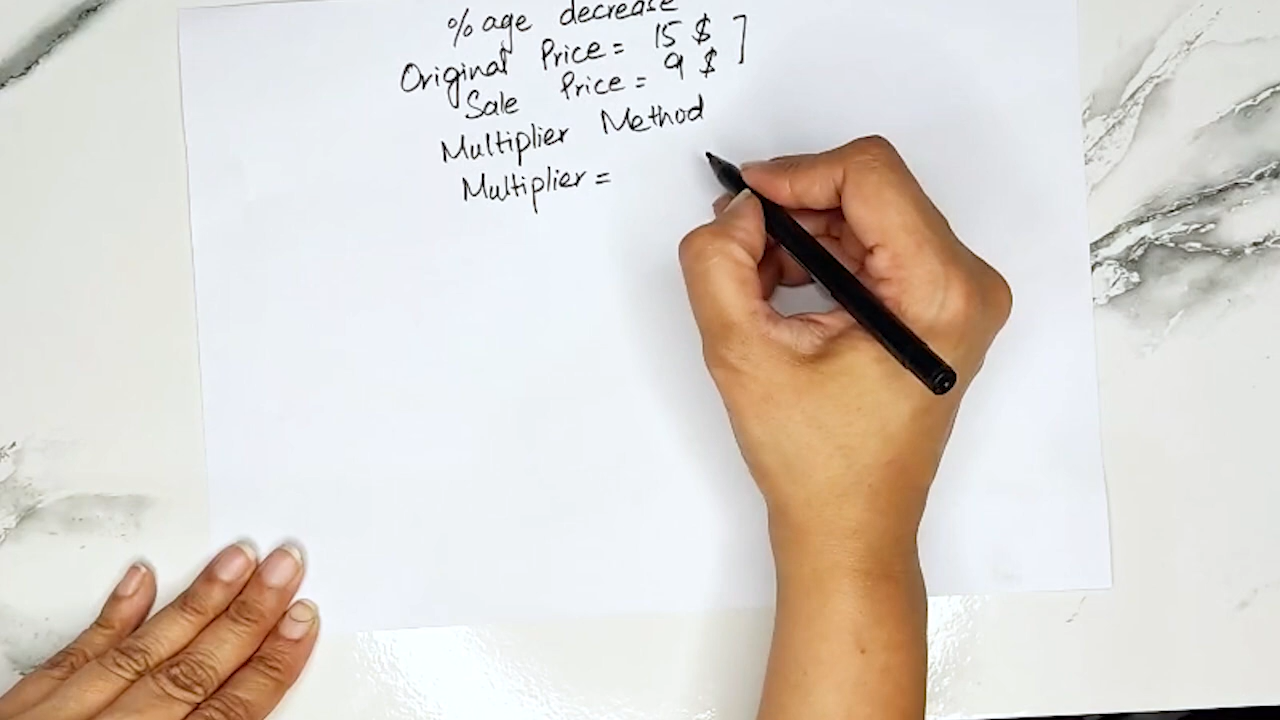 % age decrease
Original Price = 15 $ ]
Sale Price = 9 $
Multiplier Method
Multiplier =